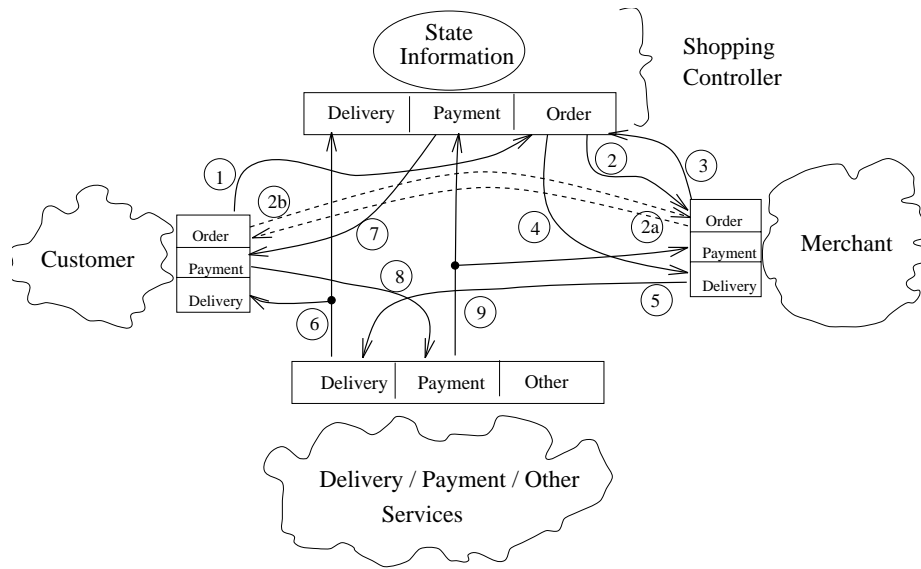 State
Information
Shopping
Controller
Delivery Payment Order
1
2
3
2b
2a
4
7
8
5
6
9
Customer
Order
Payment
Delivery
Order
Payment
Delivery
Merchant
Delivery Payment Other
Delivery / Payment / Other
Services